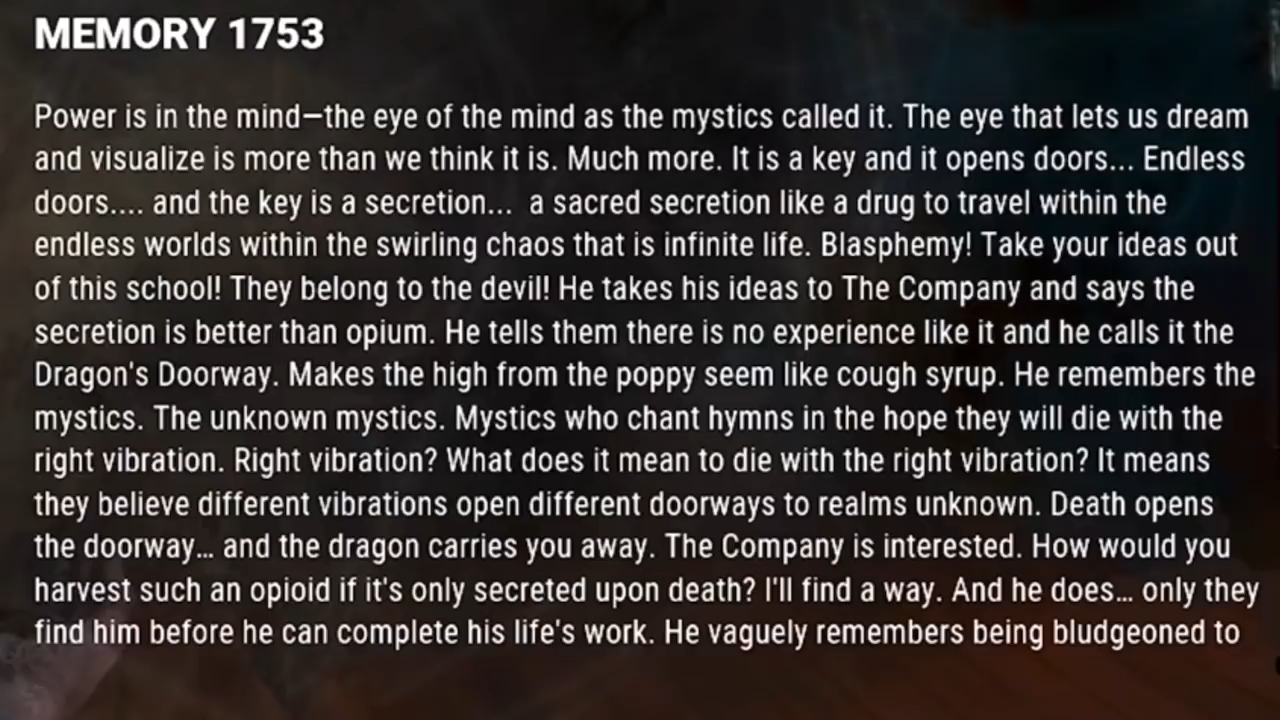 MEMORY 1753
Power is in the mind—the eye of the mind as the mystics called it. The eye that lets us dream
and visualize is more than we think it is. Much more. It is a key and it opens doors... Endless
doors.... and the key is a secretion...  a sacred secretion like a drug to travel within the
endless worlds within the swirling chaos that is infinite life. Blasphemy! Take your ideas out
of this school! They belong to the devil! He takes his ideas to The Company and says the
secretion is better than opium. He tells them there is no experience like it and he calls it the
Dragon's Doorway. Makes the high from the poppy seem like cough syrup. He remembers the
mystics. The unknown mystics. Mystics who chant hymns in the hope they will die with the
right vibration. Right vibration? What does it mean to die with the right vibration? It means
they believe different vibrations open different doorways to realms unknown. Death opens
the doorway… and the dragon carries you away. The Company is interested. How would you
harvest such an opioid if it's only secreted upon death? I'll find a way. And he does… only they
find him before he can complete his life's work. He vaguely remembers being bludgeoned to